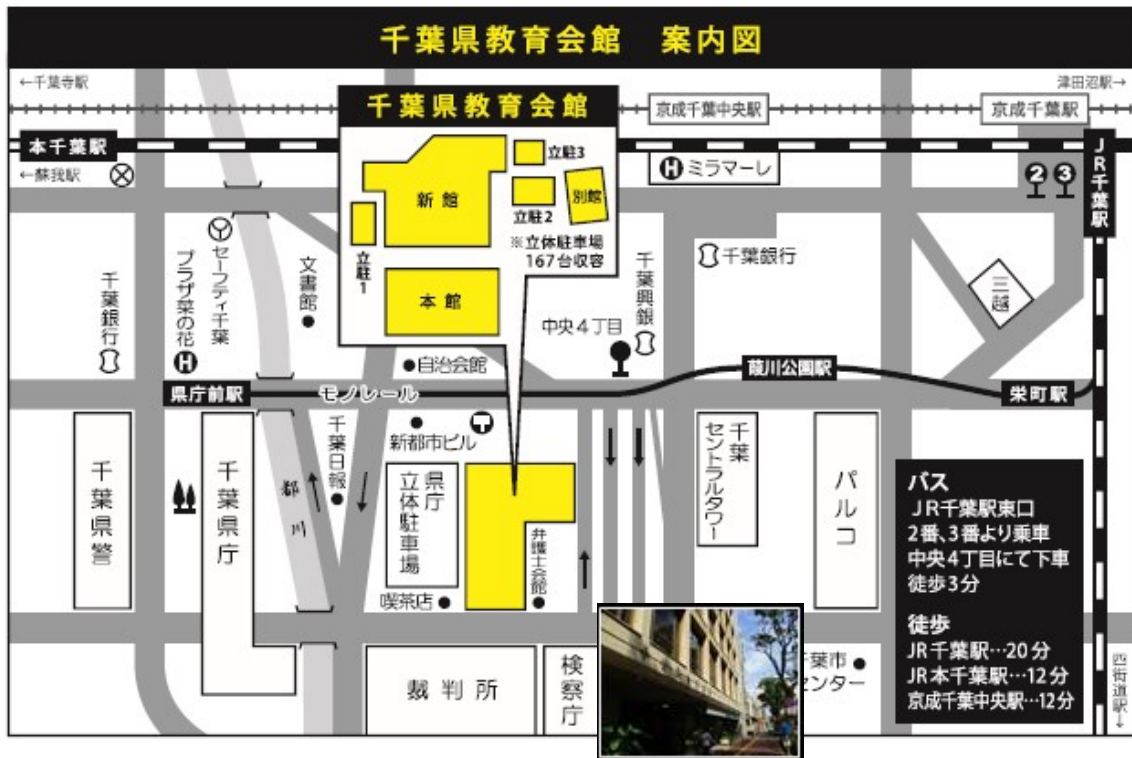 千葉県教育会館 案内図
←千葉寺駅
津田沼駅→
千葉県教育会館
京成千葉中央駅
京成千葉駅
本千葉駅
←蘇我駅
JR千葉駅
H ミラマーレ
2 3
新館
立駐3
立駐2
別館
立駐1
※立体駐車場
167台収容
本館
セーフティ千葉
プラザ菜の花
H
千葉銀行
文書館
千葉興銀
千葉銀行
三越
中央4丁目
自治会館
葭川公園駅
県庁前駅
モノレール
栄町駅
新都市ビル
千葉日報
千葉県警
千葉県庁
都川
県庁
立体駐車場
弁護士会館
喫茶店
千葉
セントラルタワー
パルコ
バス
JR千葉駅東口
2番、3番より乗車
中央4丁目にて下車
徒歩3分
徒歩
JR千葉駅…20分
JR本千葉駅…12分
京成千葉中央駅…12分
裁判所
検察庁
葉市
センター
四街道駅→